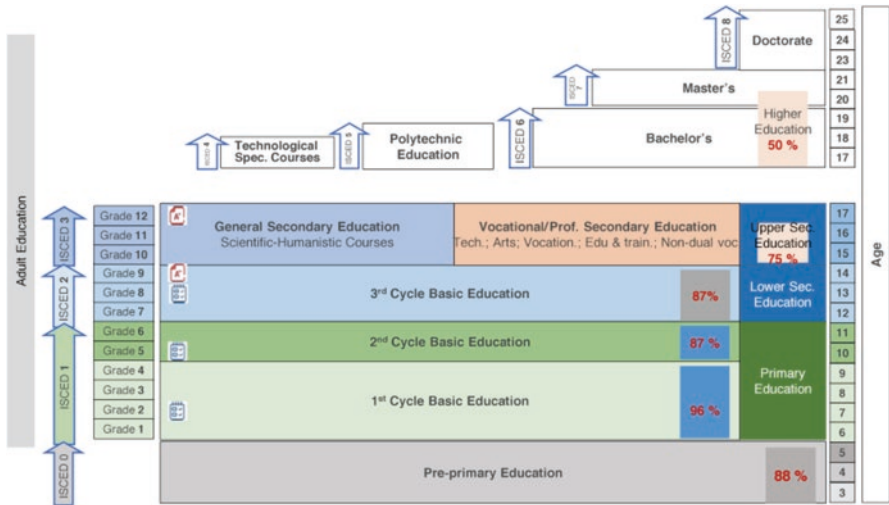 Adult Education
Age
25
24
23
21
20
19
18
17
ISCED 8
Doctorate
ISCED 7
Master's
ISCED 6
Bachelor's
Higher
Education
50 %
ISCED 4
Technological
Spec. Courses
ISCED 5
Polytechnic
Education
ISCED 3
Grade 12
Grade 11
Grade 10
General Secondary Education
Scientific-Humanistic Courses
Vocational/Prof. Secondary Education
Tech.; Arts; Vocation.; Edu & train.; Non-dual voc
Upper Sec.
Education
75 %
17
16
15
ISCED 2
Grade 9
Grade 8
Grade 7
3rd Cycle Basic Education
87%
Lower Sec.
Education
14
13
12
ISCED 1
Grade 6
Grade 5
2nd Cycle Basic Education
87 %
11
10
Grade 4
Grade 3
Grade 2
Grade 1
1st Cycle Basic Education
96 %
Primary
Education
9
8
7
6
ISCED 0
Pre-primary Education
88 %
5
4
3